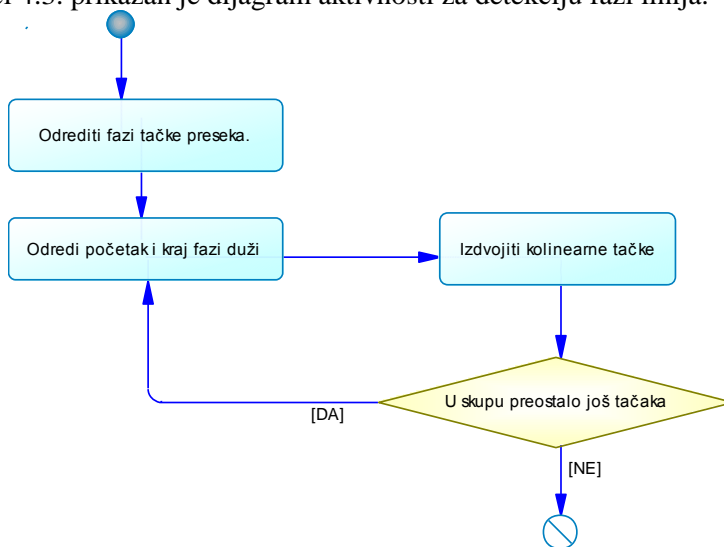 4.3. prikazan je dijagram aktivnosti za detekciju fazi linija.
Odrediti fazi tačke preseka.
Odredi početak i kraj fazi duži
Izdvojiti kolinearne tačke
U skupu preostalo još tačaka
[DA]
[NE]